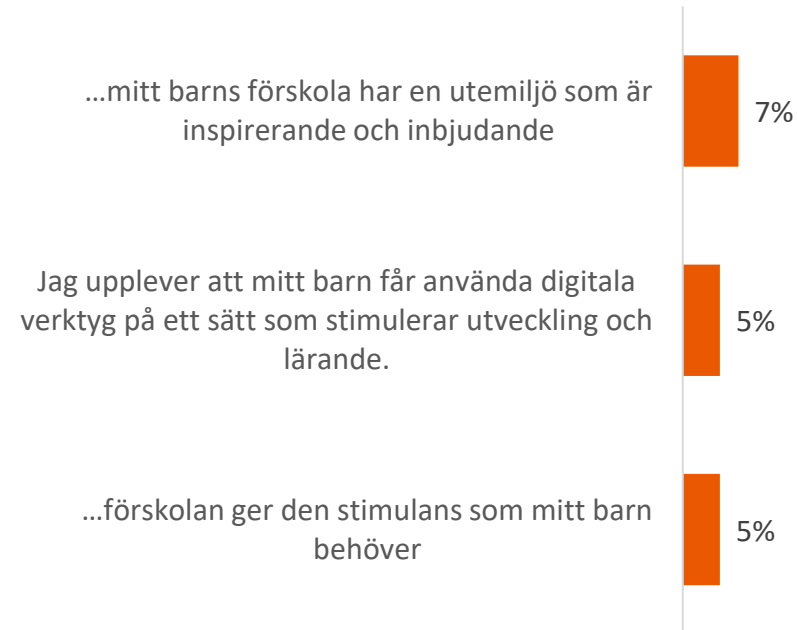 ...mitt barns förskola har en utemiljö som är
inspirerande och inbjudande
7%
Jag upplever att mitt barn får använda digitala
verktyg på ett sätt som stimulerar utveckling och
lärande.
5%
...förskolan ger den stimulans som mitt barn
behöver
5%